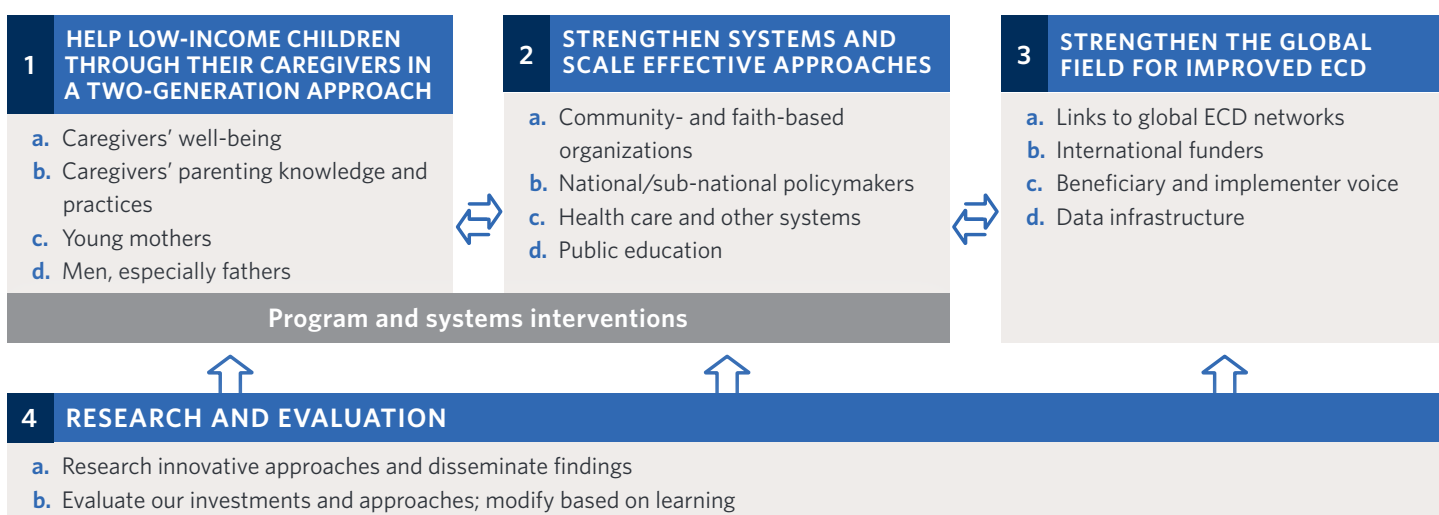 1
HELP LOW-INCOME CHILDREN
THROUGH THEIR CAREGIVERS IN
A TWO-GENERATION APPROACH
a. Caregivers’ well-being
b. Caregivers’ parenting knowledge and
practices
c. Young mothers
d. Men, especially fathers
2
STRENGTHEN SYSTEMS AND
SCALE EFFECTIVE APPROACHES
a. Community- and faith-based
organizations
b. National/sub-national policymakers
c. Health care and other systems
d. Public education
Program and systems interventions
3
STRENGTHEN THE GLOBAL
FIELD FOR IMPROVED ECD
a. Links to global ECD networks
b. International funders
c. Beneficiary and implementer voice
d. Data infrastructure
4 RESEARCH AND EVALUATION
a. Research innovative approaches and disseminate findings
b. Evaluate our investments and approaches; modify based on learning